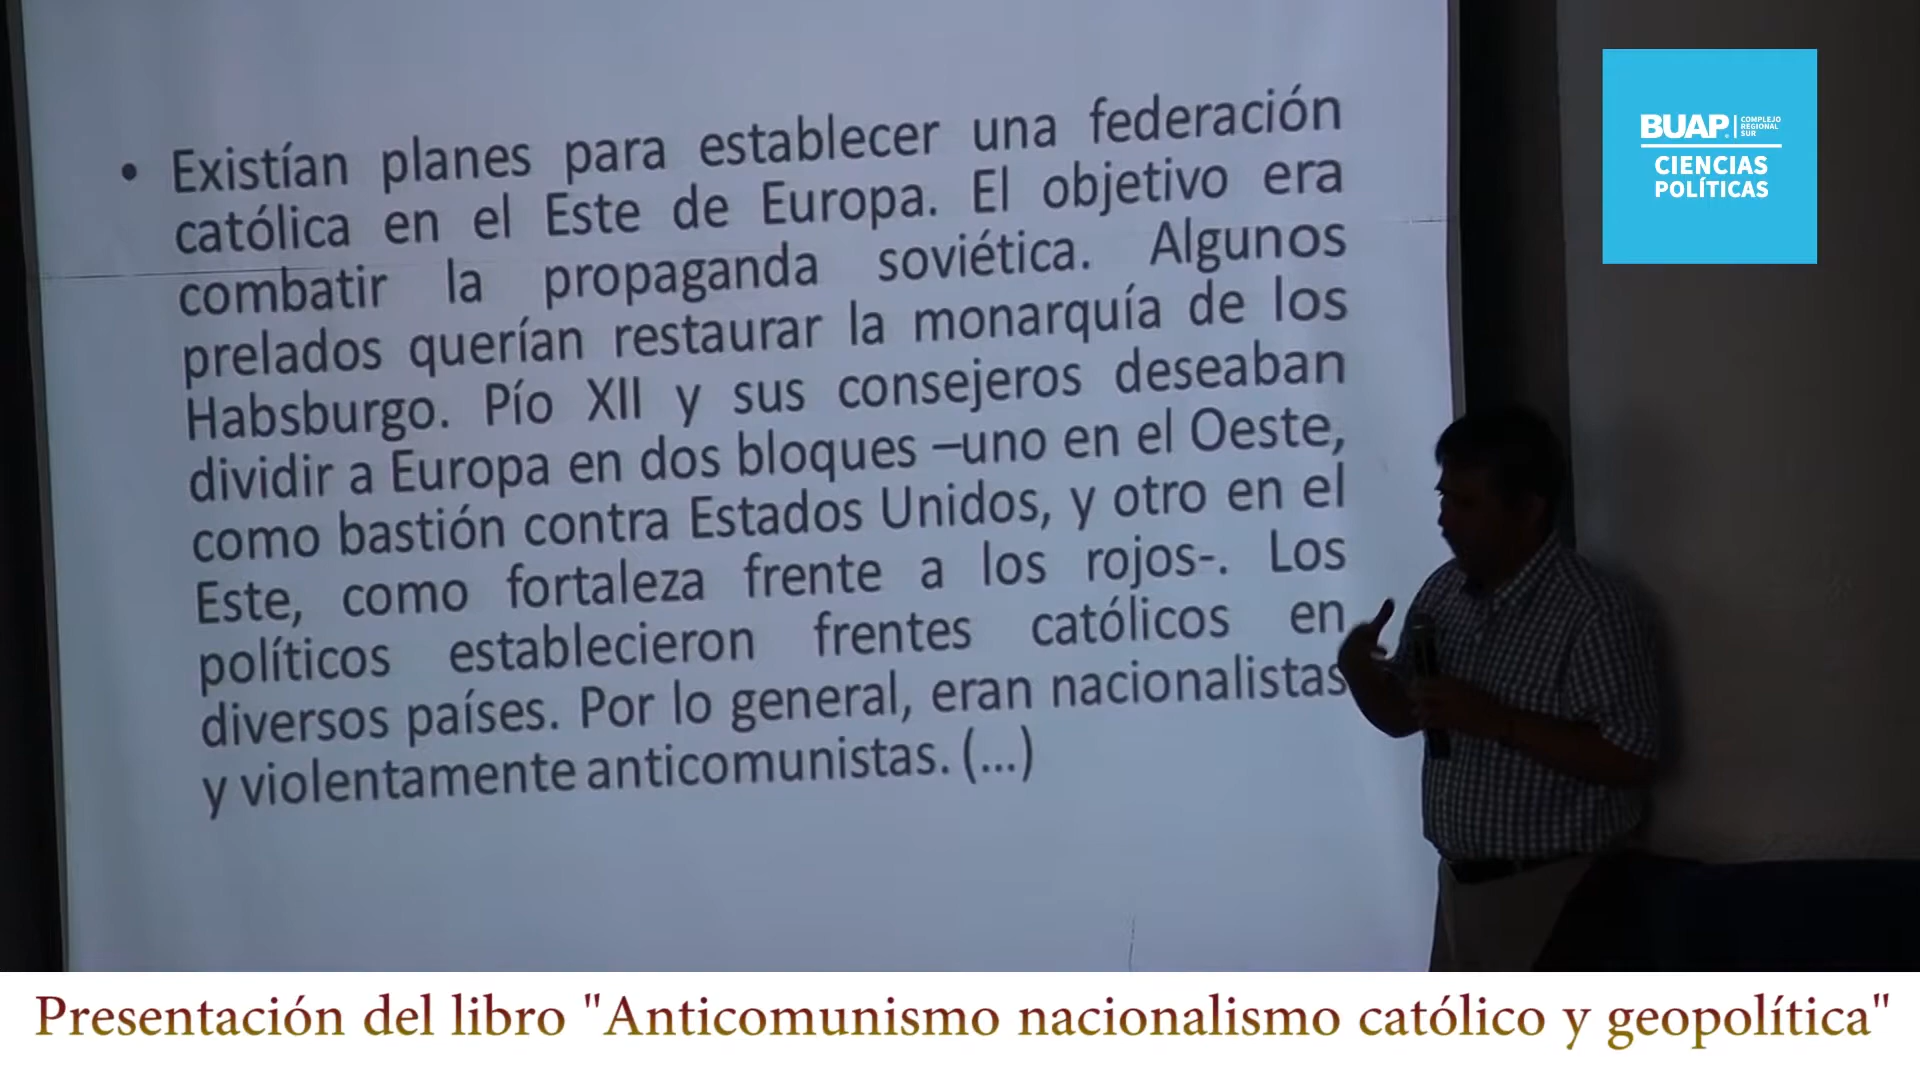 • Existían planes para establecer una federación
católica en el Este de Europa. El objetivo era
combatir la propaganda soviética. Algunos
prelados querían restaurar la monarquía de los
Habsburgo. Pío XII y sus consejeros deseaban
dividir a Europa en dos bloques –uno en el Oeste,
como bastión contra Estados Unidos, y otro en el
Este, como fortaleza frente a los rojos-. Los
políticos establecieron frentes católicos en
diversos países. Por lo general, eran nacionalistas
y violentamente anticomunistas. (...)
BUAP
COMPLEJO
REGIONAL
SUR
CIENCIAS
POLÍTICAS
Presentación del libro "Anticomunismo nacionalismo católico y geopolítica"